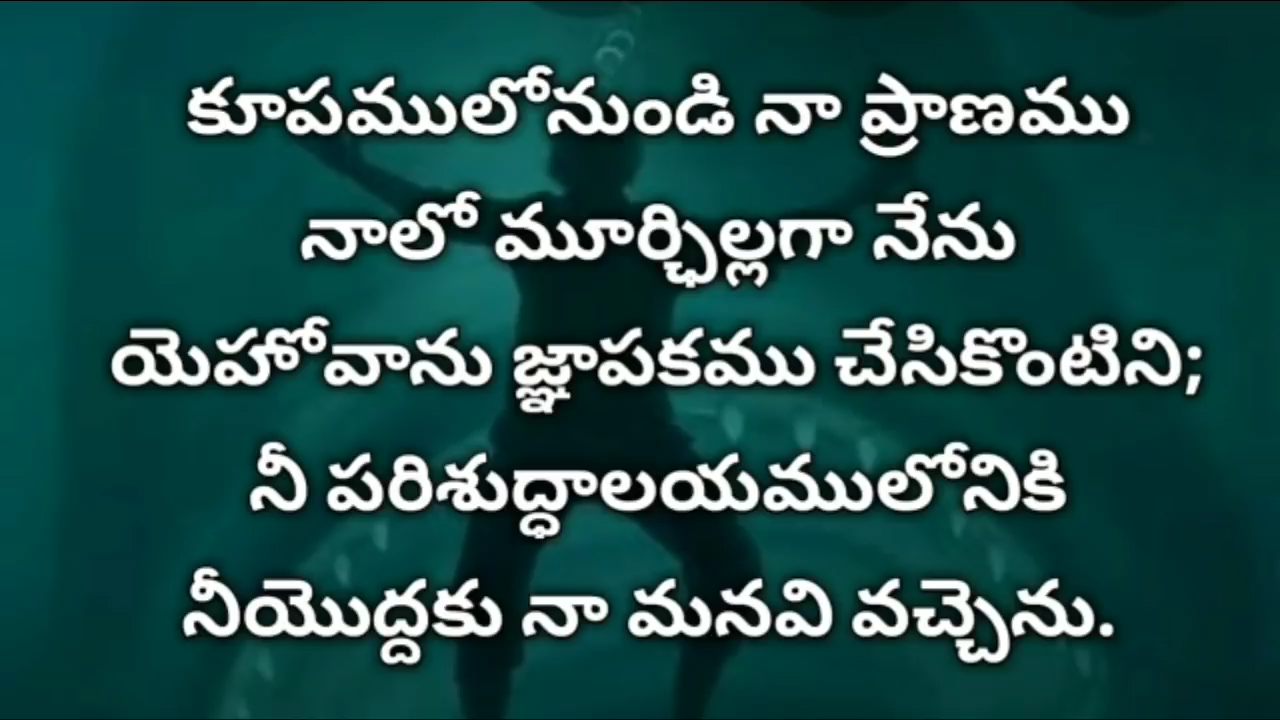 కూపములోనుండి నా ప్రాణము
నాలో మూర్ఛిల్లగా నేను
యెహోవాను జ్ఞాపకము చేసికొంటిని;
నీ పరిశుద్ధాలయములోనికి
నీయొద్దకు నా మనవి వచ్చెను.